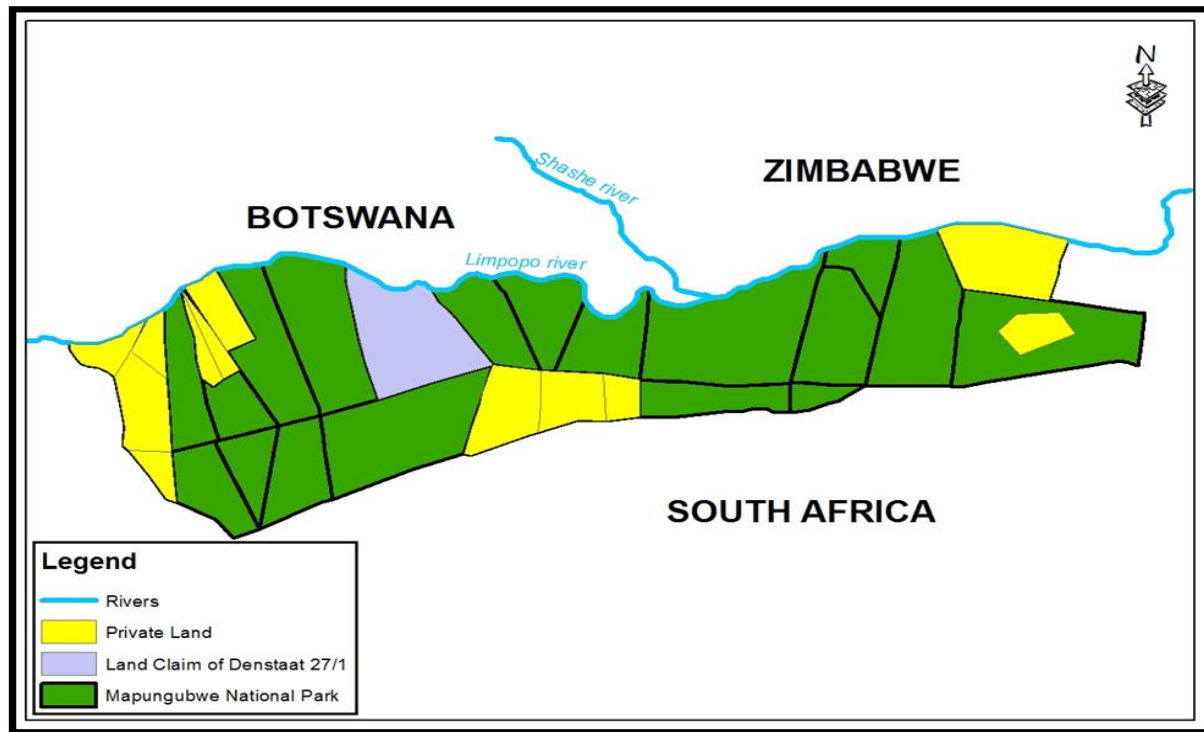 N
ZIMBABWE
Shashe river
BOTSWANA
Limpopo river
SOUTH AFRICA
Legend
Rivers
Private Land
Land Claim of Denstaat 27/1
Mapungubwe National Park